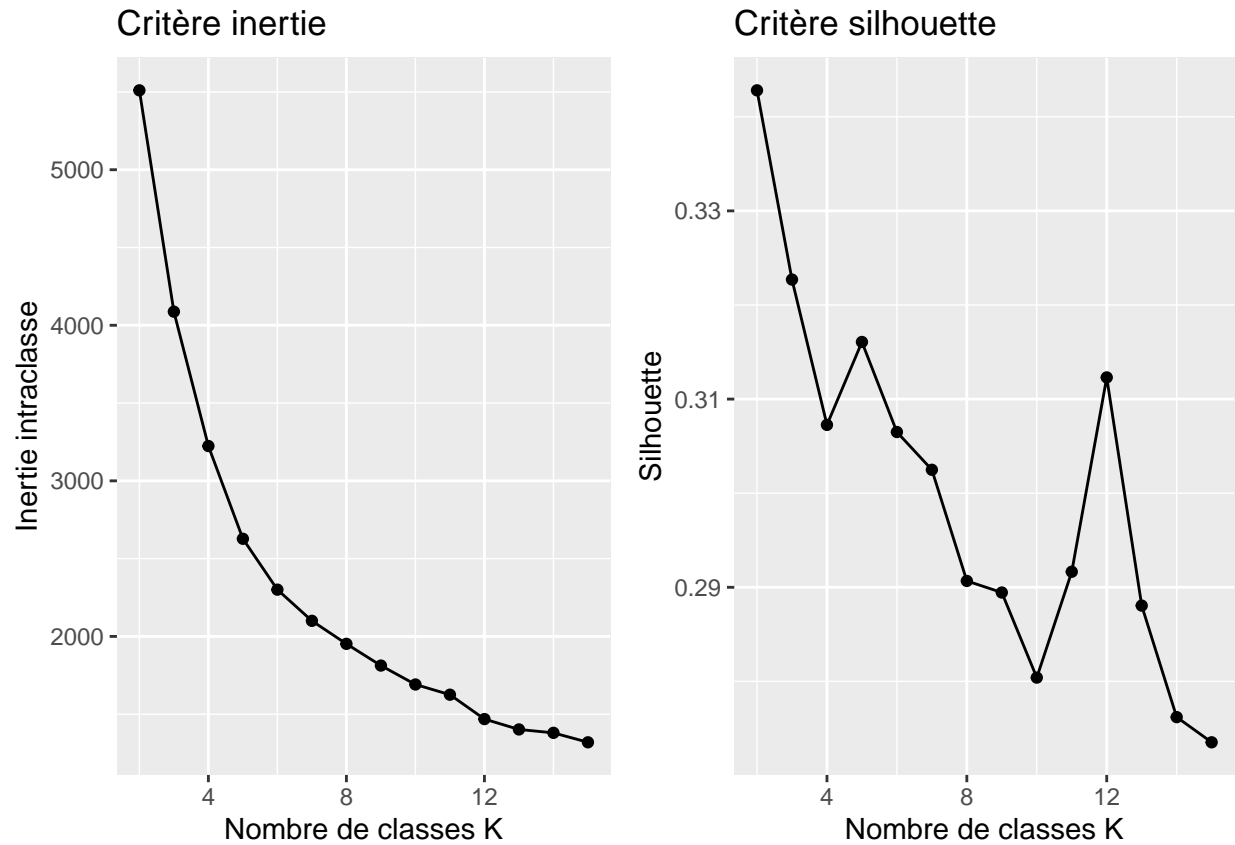 Critère inertie
Inertie intraclasse
5000
4000
3000
2000
4 8 12
Nombre de classes K
Critère silhouette
Silhouette
0.33
0.31
0.29
4 8 12
Nombre de classes K